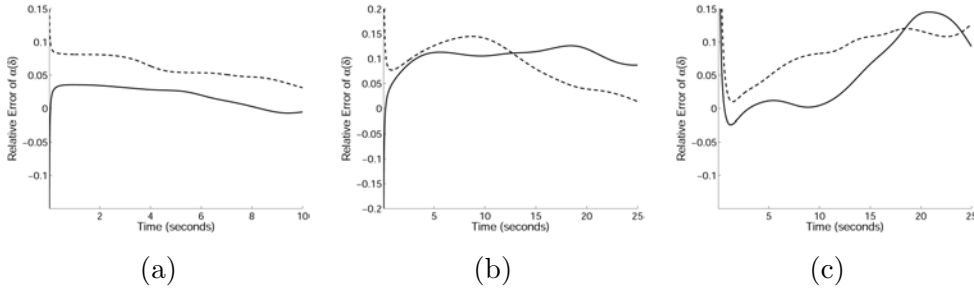 Relative Error of α(δ)
0.15
0.1
0.05
0
−0.05
−0.1
2 4 6 8 10
Time (seconds)
(a)
Relative Error of α(δ)
0.2
0.15
0.1
0.05
0
0.05
−0.1
−0.15
−0.2
5 10 15 20 25
Time (seconds)
(b)
Relative Error of α(δ)
0.15
0.1
0.05
0
−0.05
−0.1
5 10 15 20 25
Time (seconds)
(c)